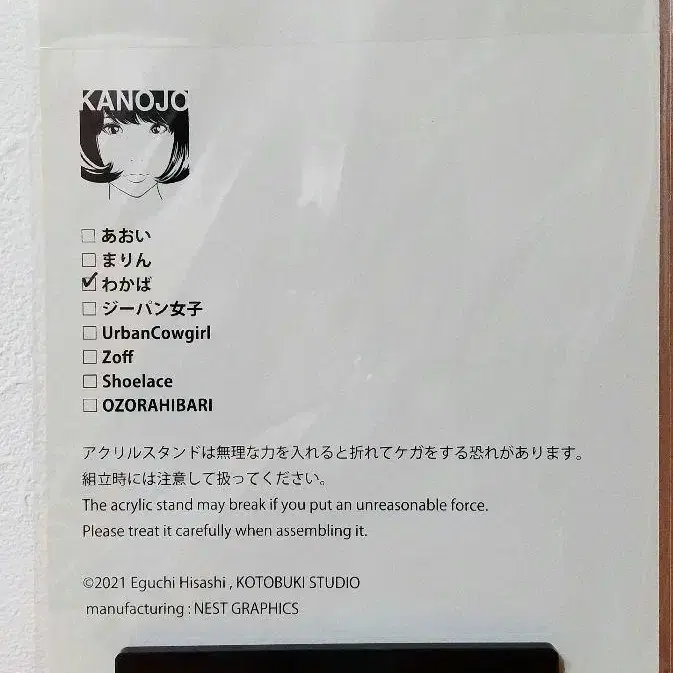 KANOJO
□ あおい
□ まりん
☑ わかば
□ ジーパン女子
□ UrbanCowgirl
□ Zoff
□ Shoelace
□ OZORAHIBARI
アクリルスタンドは無理な力を入れると折れてケガをする恐れがあります。
組立時には注意して扱ってください。
The acrylic stand may break if you put an unreasonable force.
Please treat it carefully when assembling it.
©2021 Eguchi Hisashi , KOTOBUKI STUDIO
manufacturing : NEST GRAPHICS